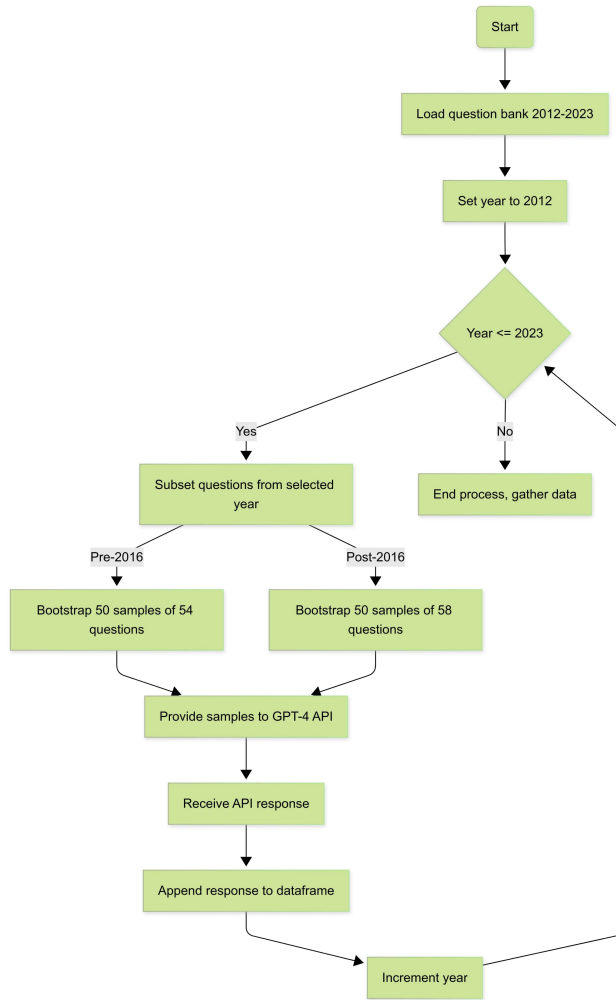 Start
Load question bank 2012-2023
Set year to 2012
Year <= 2023
Yes
No
Subset questions from selected
year
End process, gather data
Pre-2016
Post-2016
Bootstrap 50 samples of 54
questions
Bootstrap 50 samples of 58
questions
Provide samples to GPT-4 API
Receive API response
Append response to dataframe
Increment year